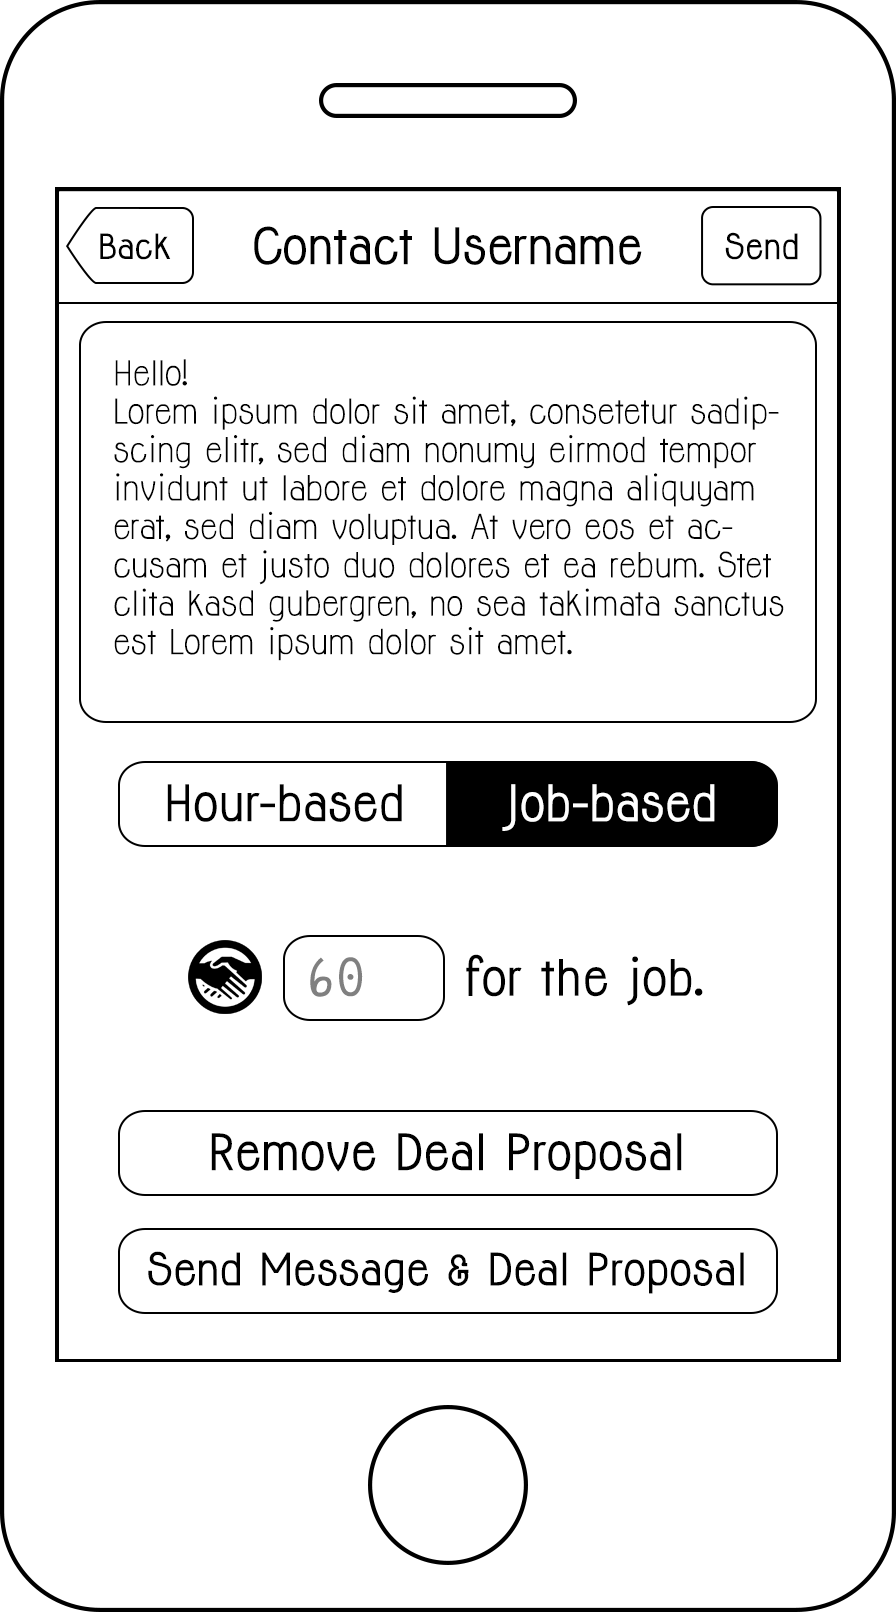 Back
Contact Username
Send
Hello!
Lorem ipsum dolor sit amet, consetetur sadip-
scing elitr, sed diam nonumy eirmod tempor
invidunt ut labore et dolore magna aliquyam
erat, sed diam voluptua. At vero eos et ac-
cusam et justo duo dolores et ea rebum. Stet
clita kasd gubergren, no sea takimata sanctus
est Lorem ipsum dolor sit amet.
Hour-based
Job-based
60 for the job.
Remove Deal Proposal
Send Message & Deal Proposal